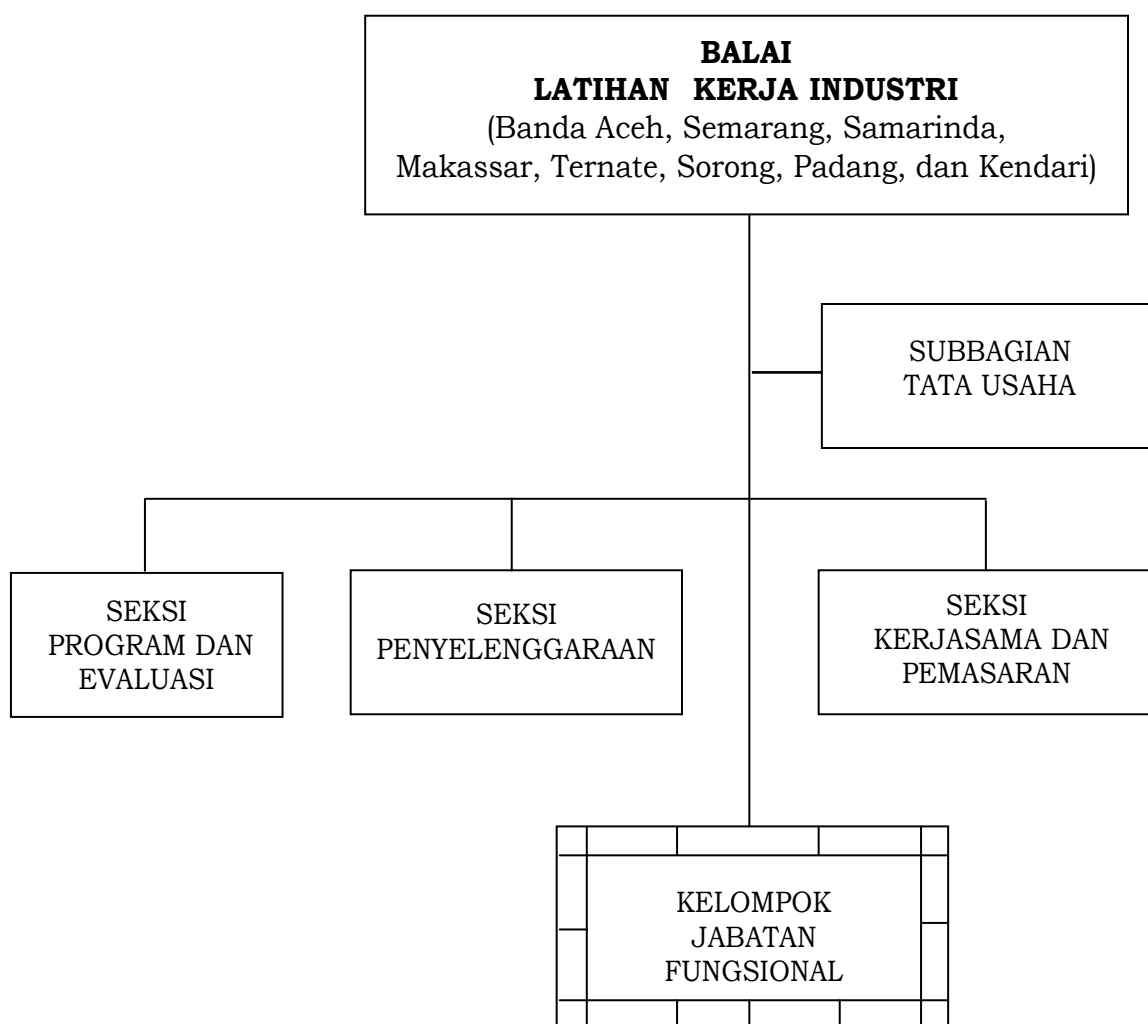 BALAI
LATIHAN KERJA INDUSTRI
(Banda Aceh, Semarang, Samarinda,
Makassar, Ternate, Sorong, Padang, dan Kendari)
SUBBAGIAN
TATA USAHA
SEKSI
PROGRAM DAN
EVALUASI
SEKSI
PENYELENGGARAAN
SEKSI
KERJASAMA DAN
PEMASARAN
KELOMPOK
JABATAN
FUNGSIONAL